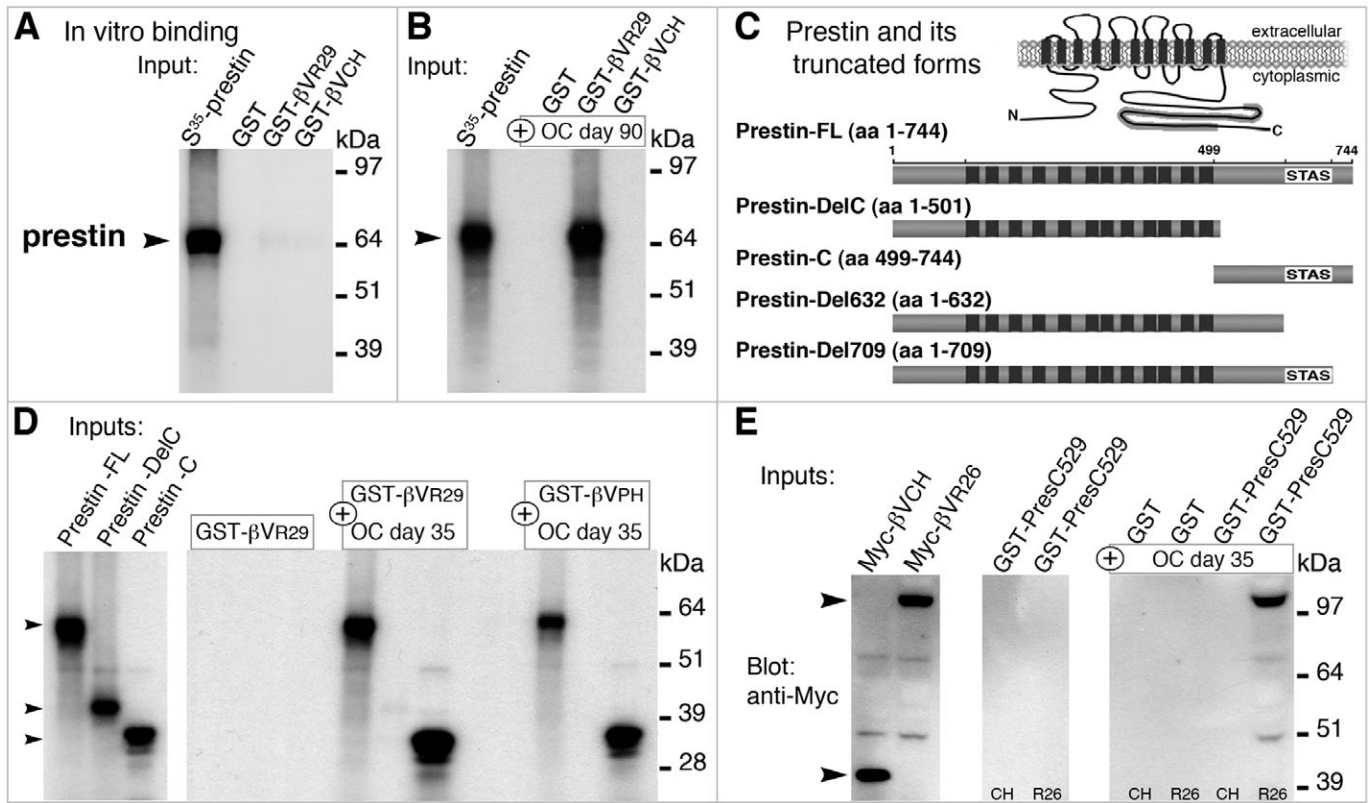 A In vitro binding
Input:
S35-prestin
GST
GST-βVR29
GST-βVCH
kDa
97
64
51
39
prestin
B
Input:
S35-prestin
GST
GST-βVR29
GST-βVCH
+ OC day 90
kDa
97
64
51
39
C Prestin and its
truncated forms
extracellular
cytoplasmic
N
C
Prestin-FL (aa 1-744)
1 499 744
STAS
Prestin-DelC (aa 1-501)
Prestin-C (aa 499-744)
STAS
Prestin-Del632 (aa 1-632)
Prestin-Del709 (aa 1-709)
STAS
D Inputs:
Prestin -FL
Prestin -DelC
Prestin -C
GST-βVR29
+ GST-βVR29
OC day 35
+ GST-βVPH
OC day 35
kDa
64
51
39
28
E
Inputs:
Myc-βVCH
Myc-βVR26
GST-PresC529
GST-PresC529
GST
GST
GST-PresC529
GST-PresC529
+ OC day 35
kDa
97
64
51
39
Blot:
anti-Myc
CH R26 CH R26 CH R26